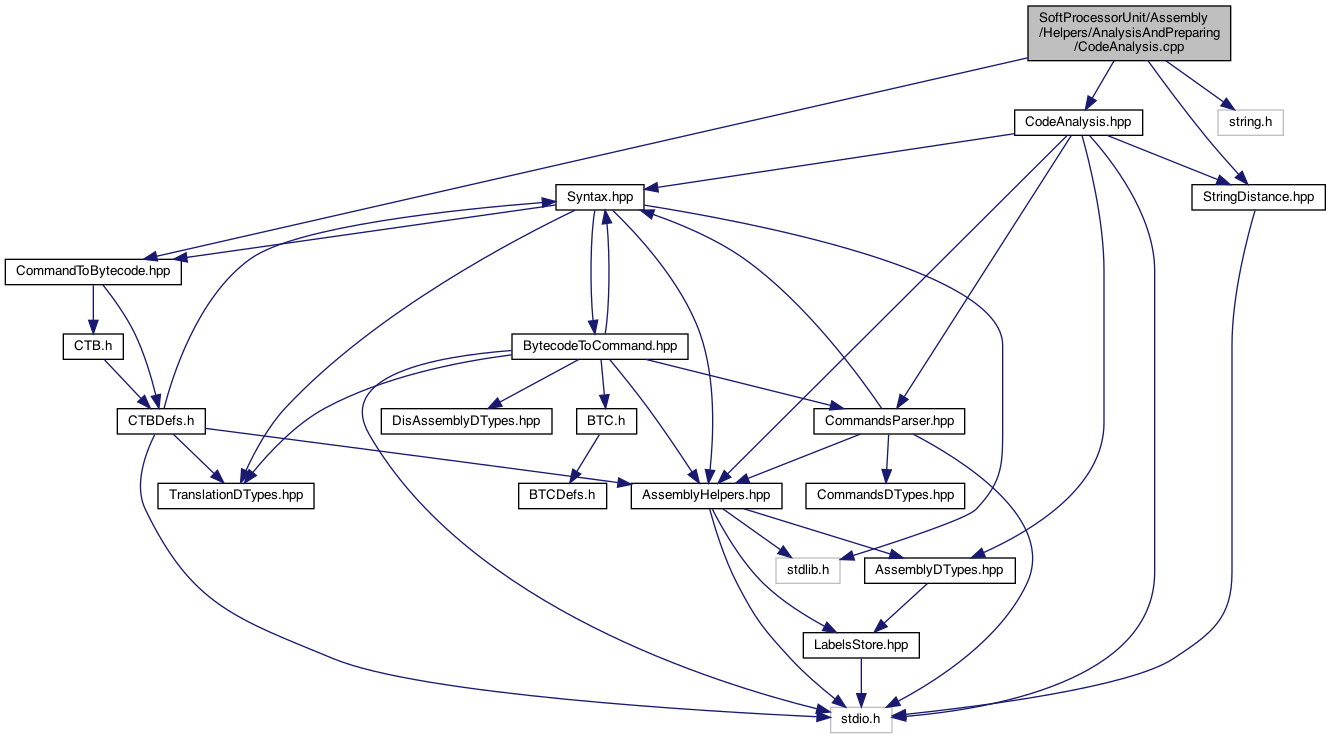 SoftProcessorUnit/Assembly
/Helpers/AnalysisAndPreparing
/CodeAnalysis.cpp
CodeAnalysis.hpp
string.h
Syntax.hpp
StringDistance.hpp
CommandToBytecode.hpp
CTB.h
BytecodeToCommand.hpp
CTBDefs.h
DisAssemblyDTypes.hpp
BTC.h
CommandsParser.hpp
TranslationDTypes.hpp
BTCDefs.h
AssemblyHelpers.hpp
CommandsDTypes.hpp
stdlib.h
AssemblyDTypes.hpp
LabelsStore.hpp
stdio.h